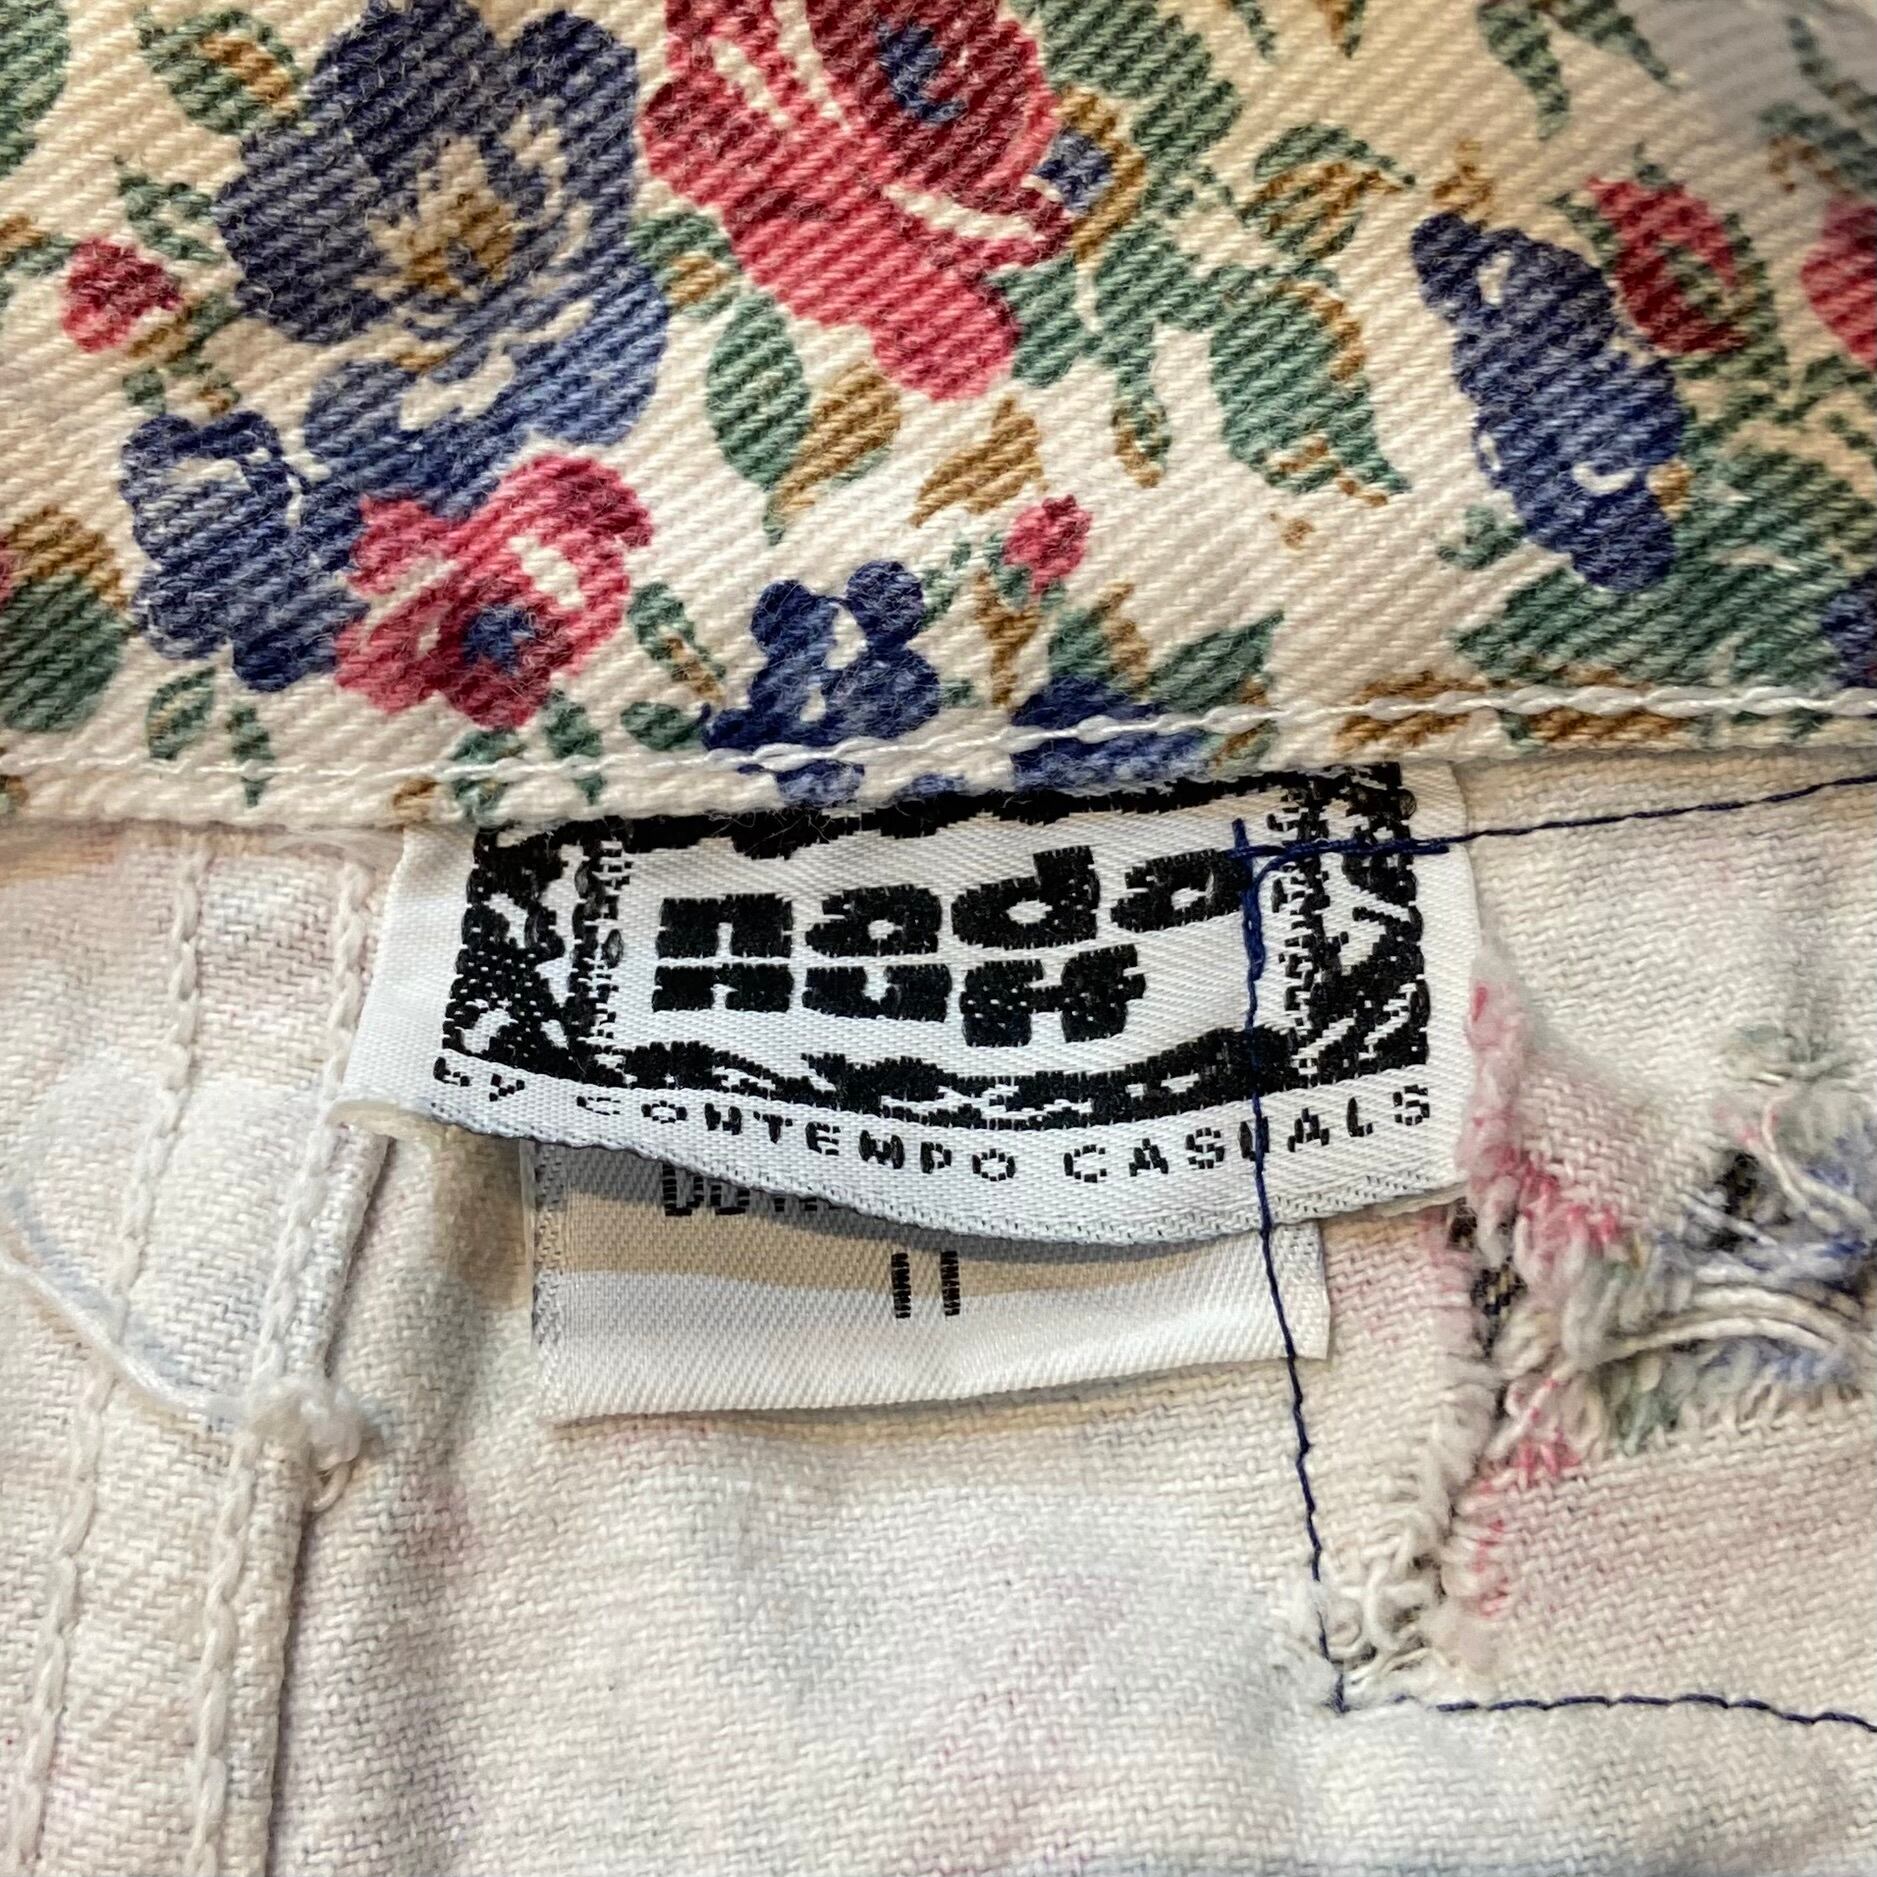 nada
nuff
BY CONTEMPO CASUALS
11